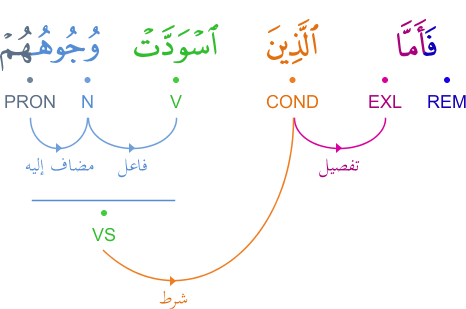 فَأَمَّا ٱلَّذِينَ ٱسْوَدَّتْ وُجُوهُهُمْ
REM EXL COND V N PRON
تفصيل فاعل مضاف إليه
VS
شرط